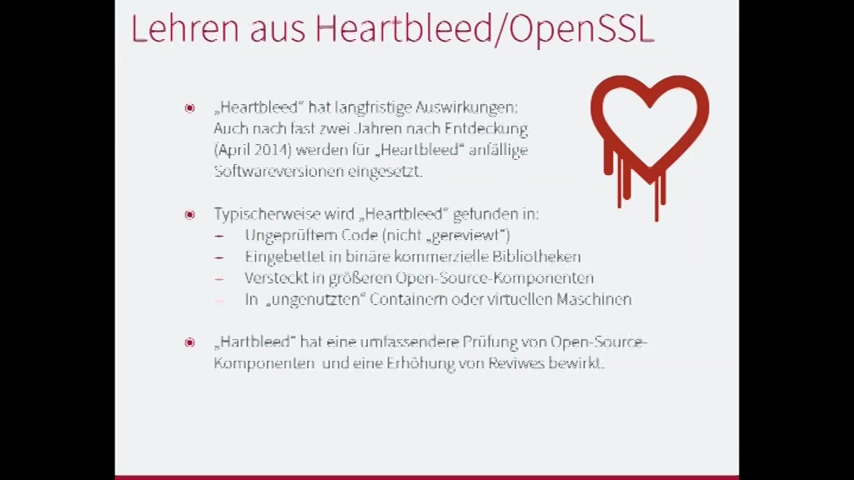 Lehren aus Heartbleed/OpenSSL
„Heartbleed“ hat langfristige Auswirkungen:
Auch nach fast zwei Jahren nach Entdeckung
(April 2014) werden für „Heartbleed“ anfällige
Softwareversionen eingesetzt.
Typischerweise wird „Heartbleed“ gefunden in:
– Ungeprüftem Code (nicht „gereviewt“)
– Eingebettet in binäre kommerzielle Bibliotheken
– Versteckt in größeren Open-Source-Komponenten
– In „ungenutzten“ Containern oder virtuellen Maschinen
„Hartbleed“ hat eine umfassendere Prüfung von Open-Source-
Komponenten und eine Erhöhung von Reviwes bewirkt.